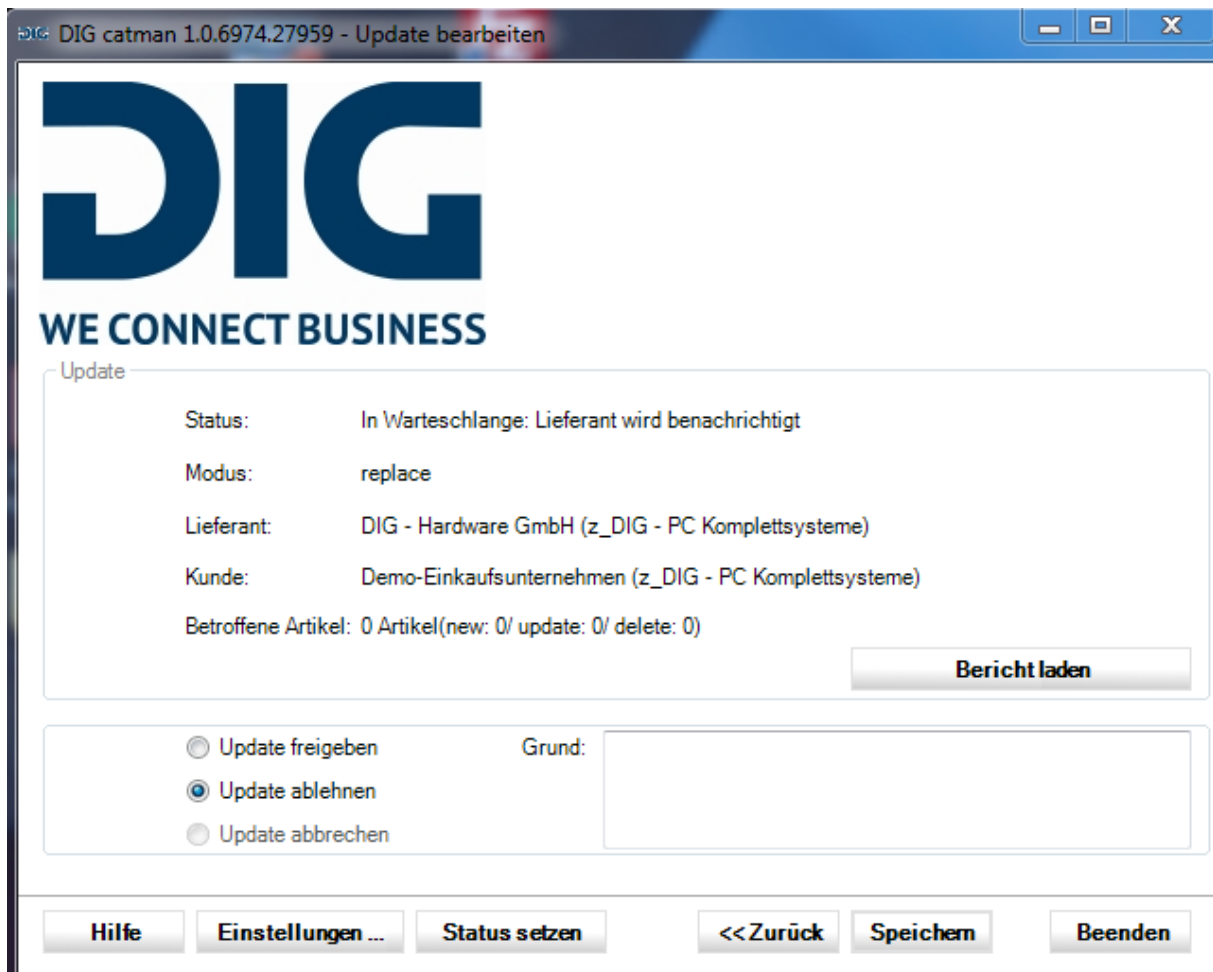 DIG DIG catman 1.0.6974.27959 - Update bearbeiten
DIG
WE CONNECT BUSINESS
Update
Status: In Warteschlange: Lieferant wird benachrichtigt
Modus: replace
Lieferant: DIG - Hardware GmbH (z_DIG - PC Komplettsysteme)
Kunde: Demo-Einkaufsunternehmen (z_DIG - PC Komplettsysteme)
Betroffene Artikel: 0 Artikel(new: 0/ update: 0/ delete: 0)
Bericht laden
Update freigeben Grund:
Update ablehnen
Update abbrechen
Hilfe Einstellungen ... Status setzen <<Zurück Speichern Beenden